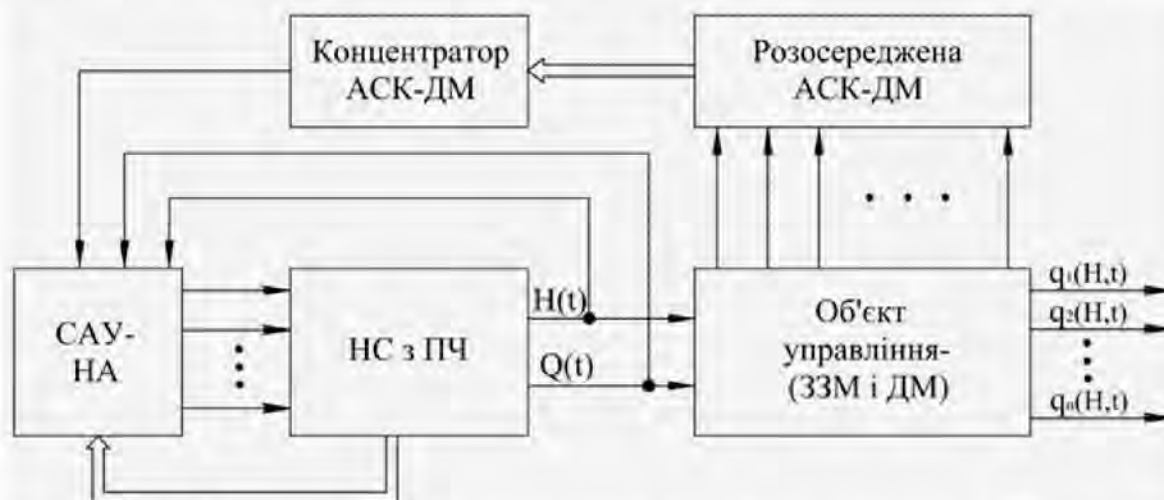 Концентратор
АСК-ДМ
Розосереджена
АСК-ДМ
САУ-
НА
НС з ПЧ
H(t)
Q(t)
Об'єкт
управління-
(ЗЗМ і ДМ)
q₁(H,t)
q₂(H,t)
qₙ(H,t)